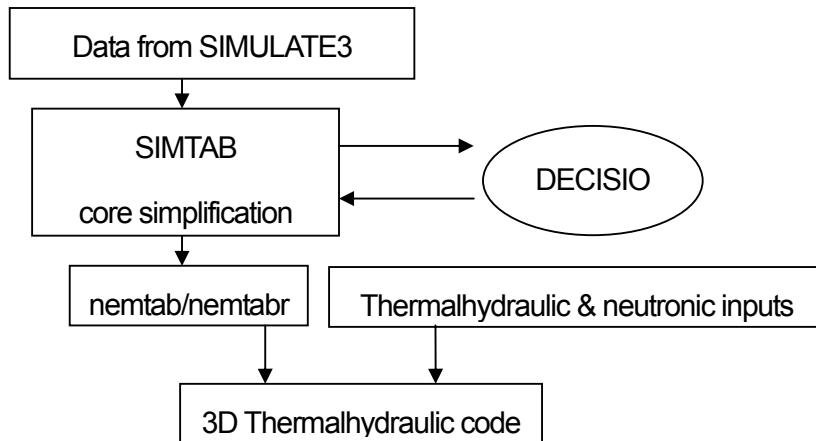 Data from SIMULATE3
SIMTAB
core simplification
DECISIO
nemtab/nemtabr
Thermalhydraulic & neutronic inputs
3D Thermalhydraulic code